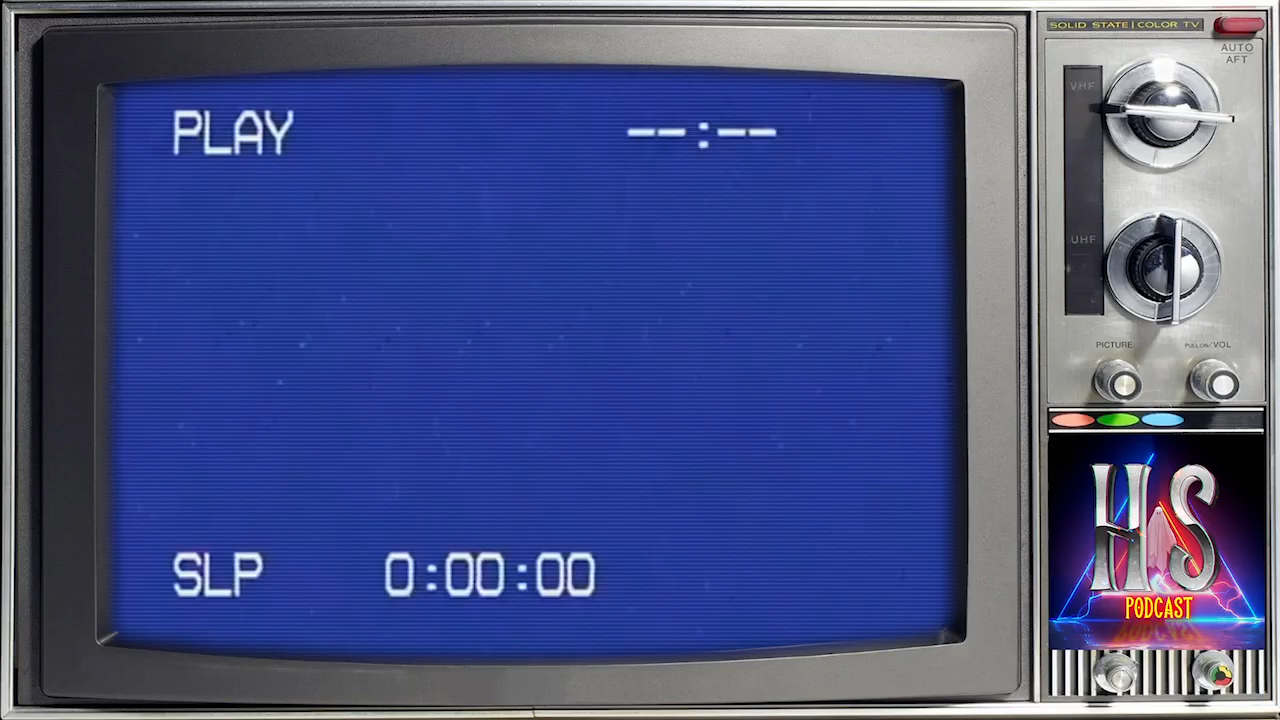 SOLID STATE | COLOR TV
AUTO
AFT
VHF
PLAY --:--
UHF
PICTURE
PULL ON/VOL
HS
PODCAST
SLP 0:00:00